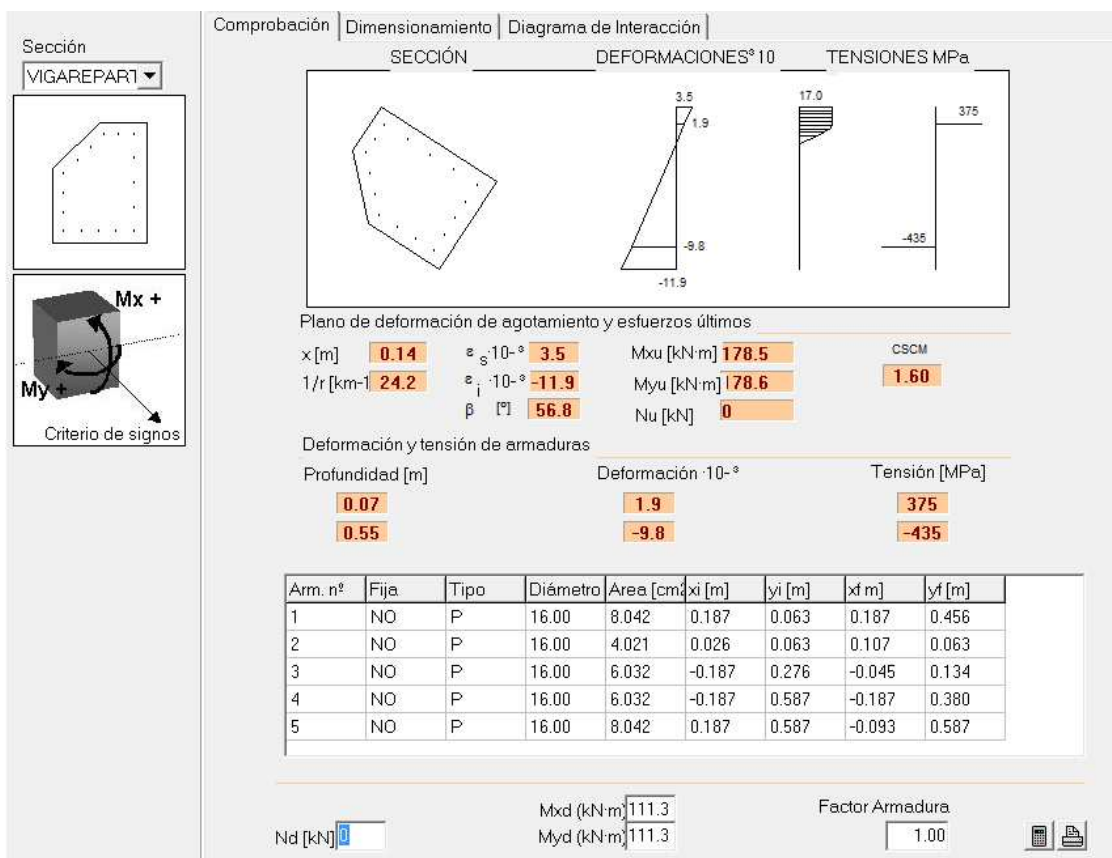 Comprobación Dimensionamiento Diagrama de Interacción
Sección
VIGAREPART
Mx +
My +
Criterio de signos
SECCIÓN DEFORMACIONES³10 TENSIONES MPa
3.5
1.9
-9.8
-11.9
17.0
375
-435
Plano de deformación de agotamiento y esfuerzos últimos
x [m] 0.14 ε s ·10-³ 3.5 Mxu [kN·m] 178.5 CSCM
1/r [km-1 24.2 ε i ·10-³ -11.9 Myu [kN·m] 178.6 1.60
β [º] 56.8 Nu [kN] 0
Deformación y tensión de armaduras
Profundidad [m] Deformación ·10-³ Tensión [MPa]
0.07 1.9 375
0.55 -9.8 -435
Arm. nº Fija Tipo Diámetro Area [cm2 xi [m] yi [m] xf m] yf [m]
1 NO P 16.00 8.042 0.187 0.063 0.187 0.456
2 NO P 16.00 4.021 0.026 0.063 0.107 0.063
3 NO P 16.00 6.032 -0.187 0.276 -0.045 0.134
4 NO P 16.00 6.032 -0.187 0.587 -0.187 0.380
5 NO P 16.00 8.042 0.187 0.587 -0.093 0.587
Mxd (kN·m) 111.3 Factor Armadura
Nd [kN] 0 Myd (kN·m) 111.3 1.00